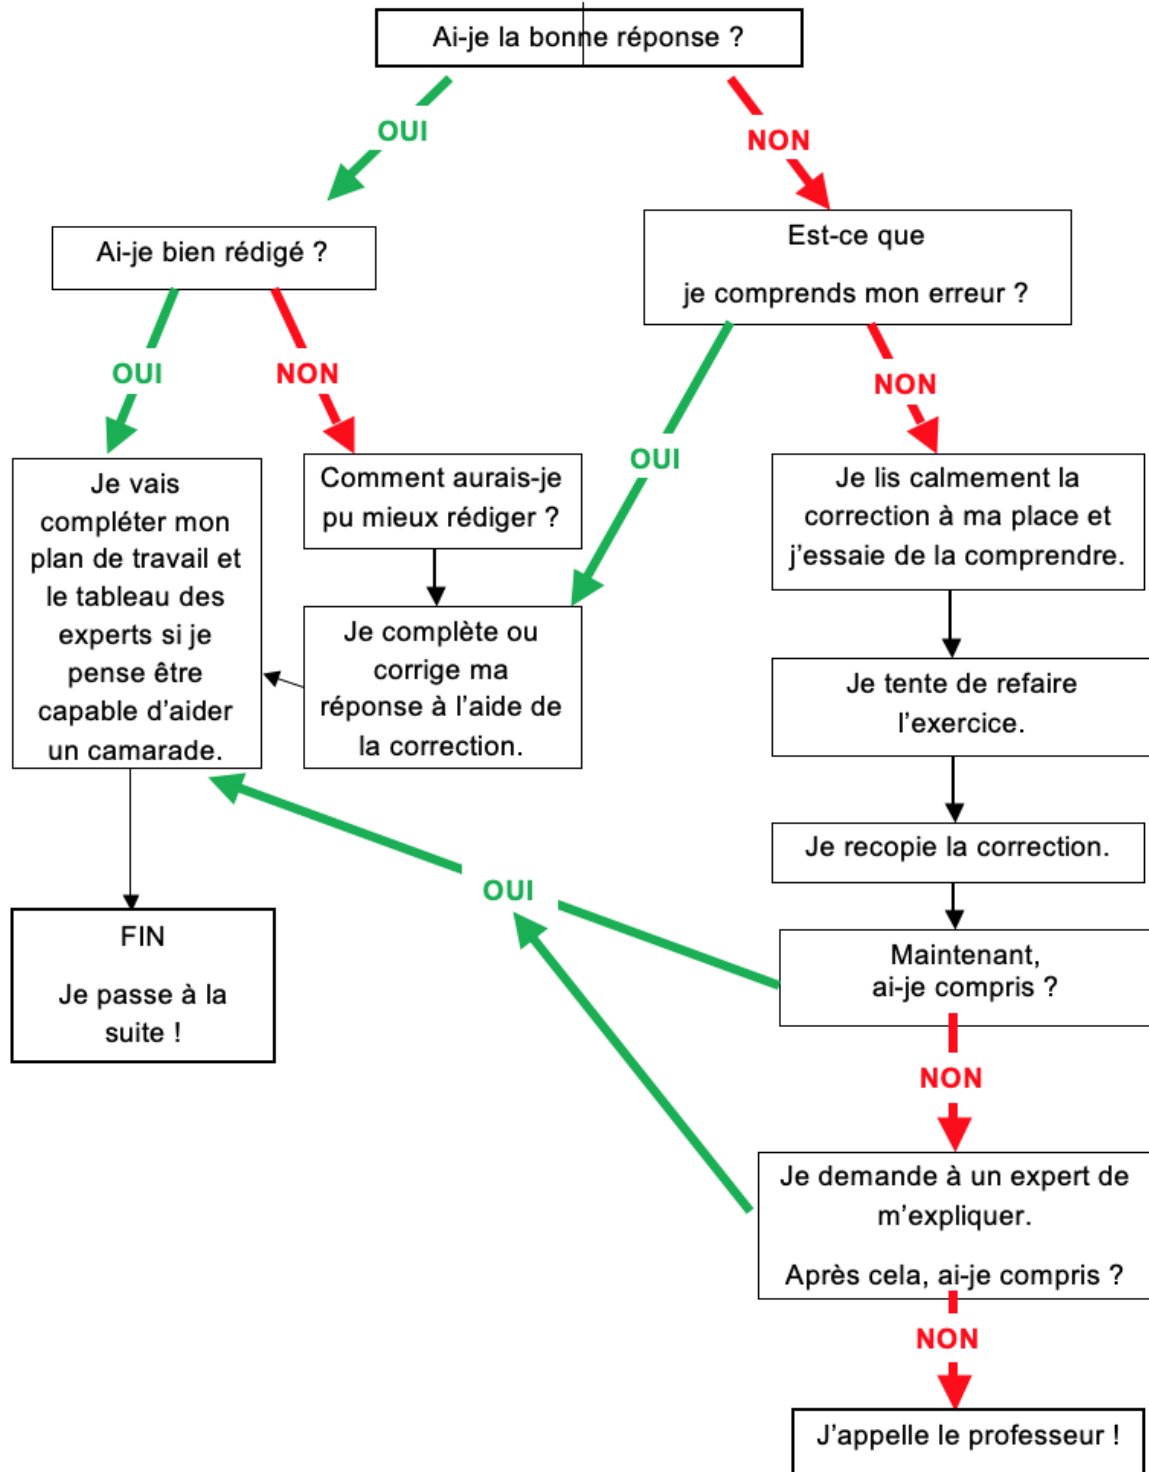 Ai-je la bonne réponse ?
OUI
NON
Ai-je bien rédigé ?
Est-ce que
je comprends mon erreur ?
OUI
NON
OUI
NON
Je vais
compléter mon
plan de travail et
le tableau des
experts si je
pense être
capable d'aider
un camarade.
Comment aurais-je
pu mieux rédiger ?
Je complète ou
corrige ma
réponse à l'aide de
la correction.
Je lis calmement la
correction à ma place et
j'essaie de la comprendre.
Je tente de refaire
l'exercice.
Je recopie la correction.
OUI
Maintenant,
ai-je compris ?
FIN
Je passe à la
suite !
NON
Je demande à un expert de
m'expliquer.
Après cela, ai-je compris ?
NON
J'appelle le professeur !